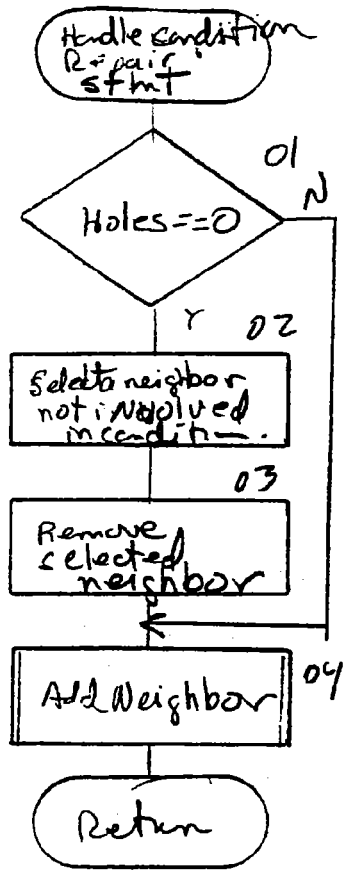 Handle condition
Repair
stmt
01
Holes==0
N
Y
02
Select a neighbor
not involved
in condition.
03
Remove
selected
neighbor
04
Add Neighbor
Return